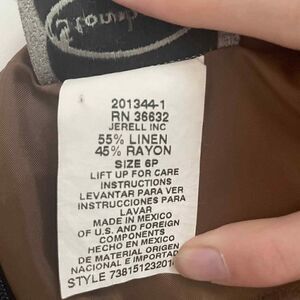 201344-1
RN 36632
JERELL INC
55% LINEN
45% RAYON
SIZE 6P
LIFT UP FOR CARE
INSTRUCTIONS
LEVANTAR PARA VER
INSTRUCCIONES PARA
LAVAR
MADE IN MEXICO
OF U.S. AND FOREIGN
COMPONENTS
HECHO EN MEXICO
DE MATERIAL ORIGEN
NACIONAL E
STYLE